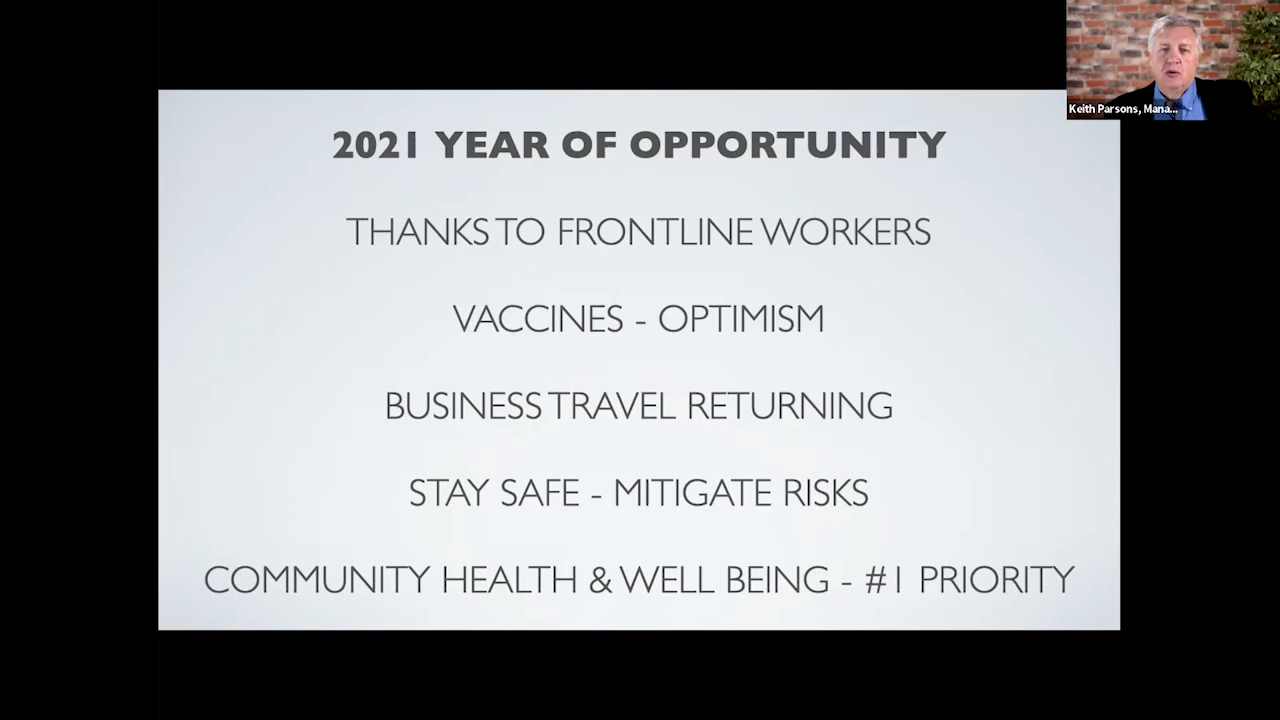 Keith Parsons, Mana...
2021 YEAR OF OPPORTUNITY
THANKS TO FRONTLINE WORKERS
VACCINES - OPTIMISM
BUSINESS TRAVEL RETURNING
STAY SAFE - MITIGATE RISKS
COMMUNITY HEALTH & WELL BEING - #1 PRIORITY